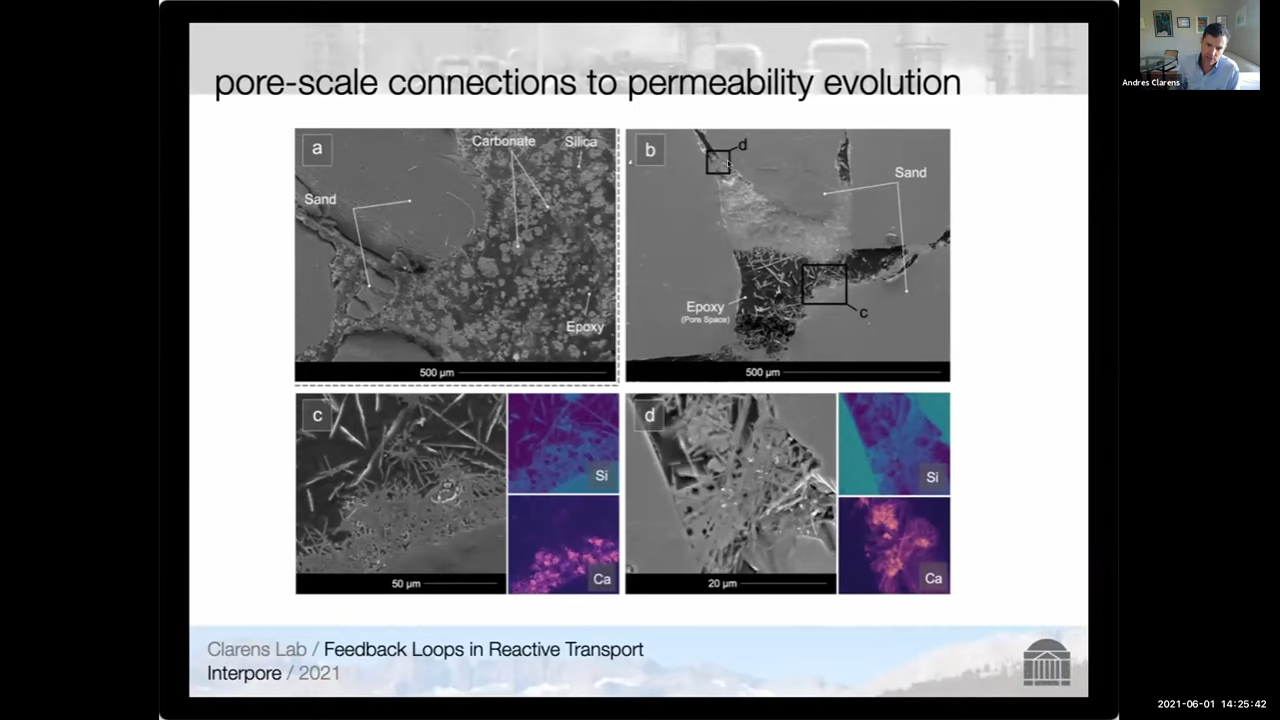 pore-scale connections to permeability evolution
Andres Clarens
a
Carbonate
Silica
Sand
Epoxy
500 µm
b
d
Sand
Epoxy
(Pore Space)
c
500 µm
c
50 µm
Si
Ca
d
20 µm
Si
Ca
Clarens Lab / Feedback Loops in Reactive Transport
Interpore / 2021
2021-06-01 14:25:42